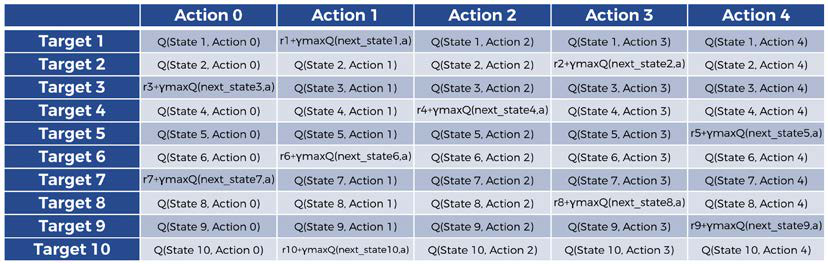 Action 0 Action 1 Action 2 Action 3 Action 4
Target 1 Q(State 1, Action 0) r1+γmaxQ(next_state1,a) Q(State 1, Action 2) Q(State 1, Action 3) Q(State 1, Action 4)
Target 2 Q(State 2, Action 0) Q(State 2, Action 1) Q(State 2, Action 2) r2+γmaxQ(next_state2,a) Q(State 2, Action 4)
Target 3 r3+γmaxQ(next_state3,a) Q(State 3, Action 1) Q(State 3, Action 2) Q(State 3, Action 3) Q(State 3, Action 4)
Target 4 Q(State 4, Action 0) Q(State 4, Action 1) r4+γmaxQ(next_state4,a) Q(State 4, Action 3) Q(State 4, Action 4)
Target 5 Q(State 5, Action 0) Q(State 5, Action 1) Q(State 5, Action 2) Q(State 5, Action 3) r5+γmaxQ(next_state5,a)
Target 6 Q(State 6, Action 0) r6+γmaxQ(next_state6,a) Q(State 6, Action 2) Q(State 6, Action 3) Q(State 6, Action 4)
Target 7 r7+γmaxQ(next_state7,a) Q(State 7, Action 1) Q(State 7, Action 2) Q(State 7, Action 3) Q(State 7, Action 4)
Target 8 Q(State 8, Action 0) Q(State 8, Action 1) Q(State 8, Action 2) r8+γmaxQ(next_state8,a) Q(State 8, Action 4)
Target 9 Q(State 9, Action 0) Q(State 9, Action 1) Q(State 9, Action 2) Q(State 9, Action 3) r9+γmaxQ(next_state9,a)
Target 10 Q(State 10, Action 0) r10+γmaxQ(next_state10,a) Q(State 10, Action 2) Q(State 10, Action 3) Q(State 10, Action 4)